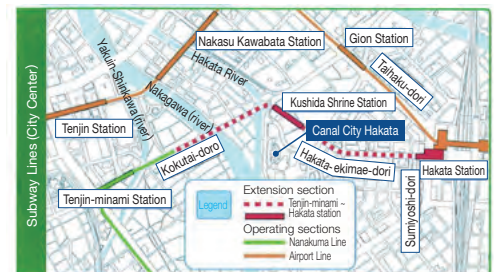 Subway Lines (City Center)
Nakasu Kawabata Station
Gion Station
Yakuin-Shinkawa(river)
Hakata River
Taihaku-dori
Nakagawa(river)
Kushida Shrine Station
Tenjin Station
Canal City Hakata
Kokutai-doro
Hakata-ekimae-dori
Hakata Station
Tenjin-minami Station
Sumiyoshi-dori
Legend
Extension section
Tenjin-minami ~
Hakata station
Operating sections
Nanakuma Line
Airport Line